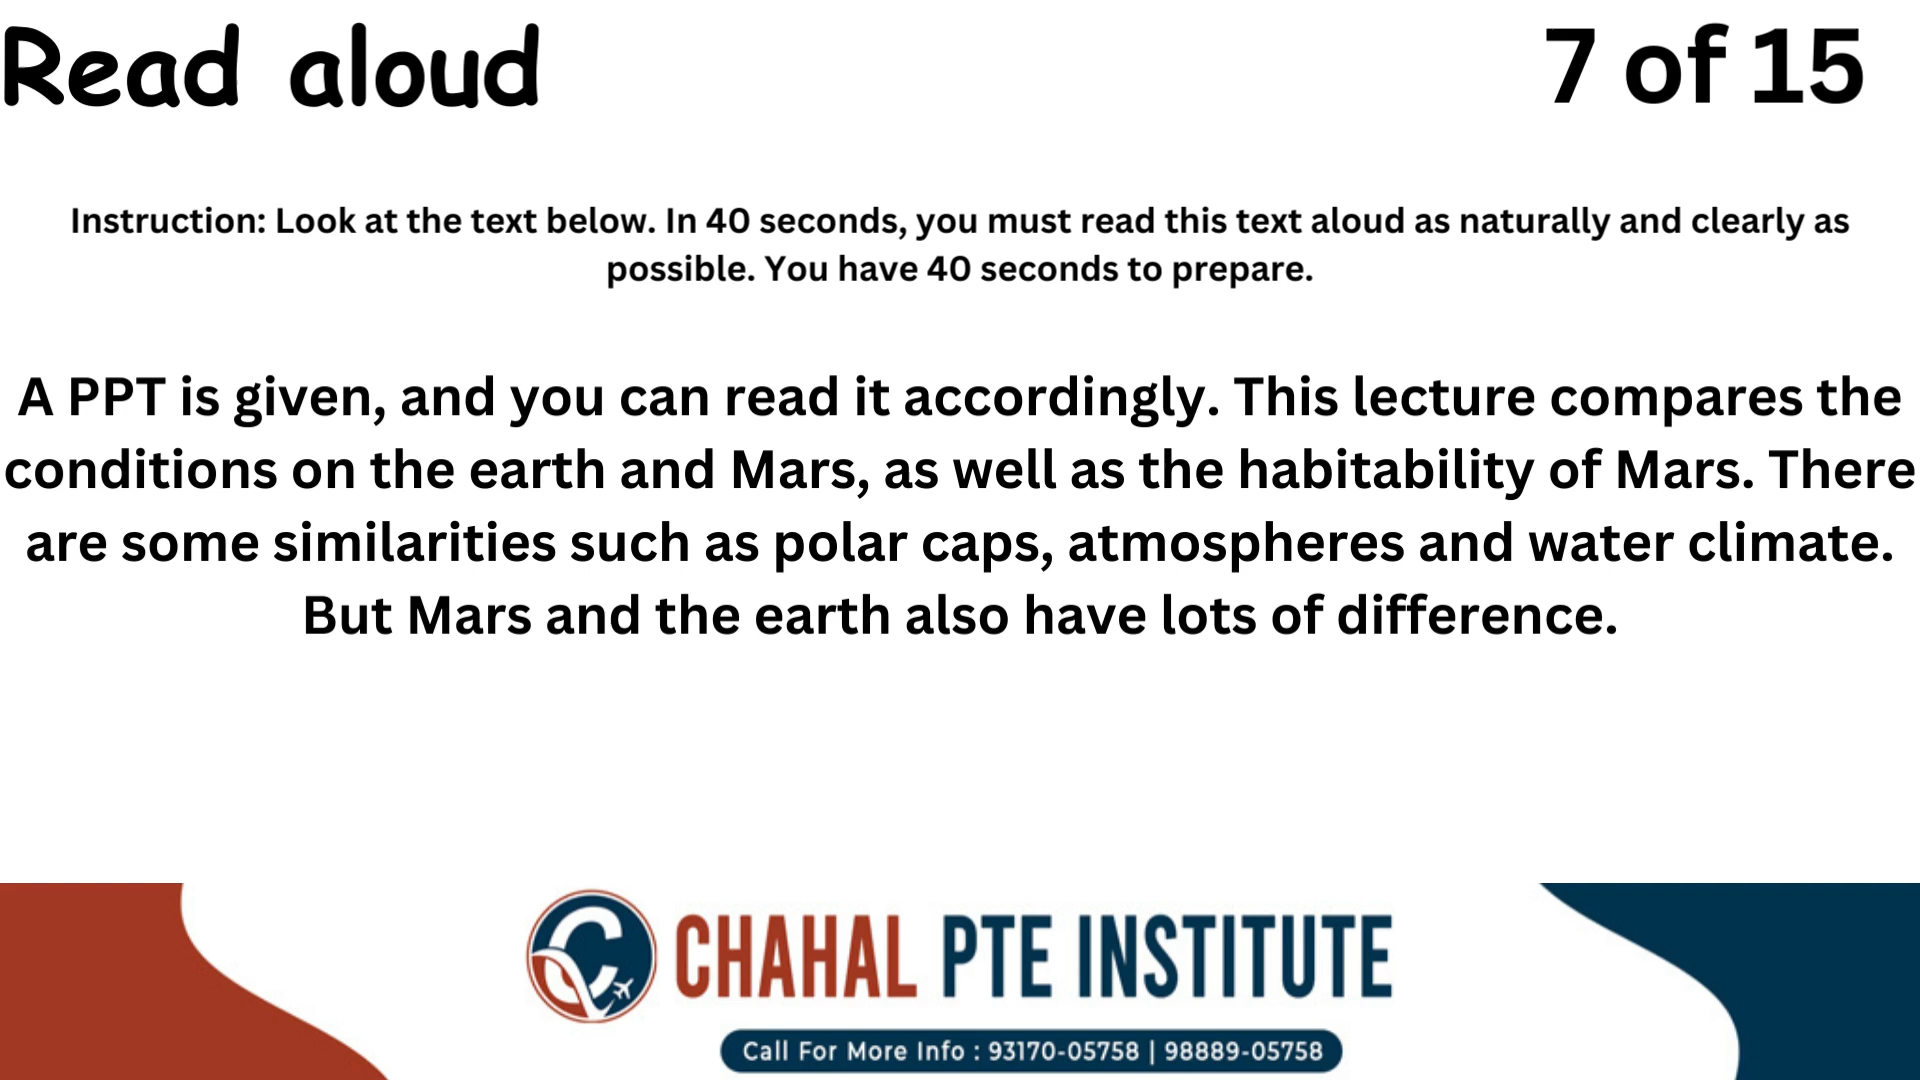 Read aloud
7 of 15
Instruction: Look at the text below. In 40 seconds, you must read this text aloud as naturally and clearly as
possible. You have 40 seconds to prepare.
A PPT is given, and you can read it accordingly. This lecture compares the
conditions on the earth and Mars, as well as the habitability of Mars. There
are some similarities such as polar caps, atmospheres and water climate.
But Mars and the earth also have lots of difference.
CHAHAL PTE INSTITUTE
Call For More Info : 93170-05758 | 98889-05758